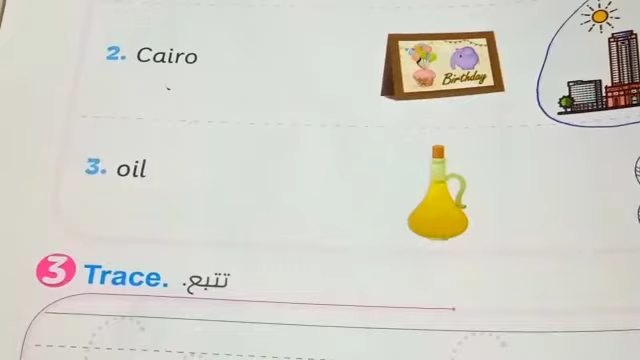 2. Cairo
Birthday
3. oil
3 Trace. تتبع.